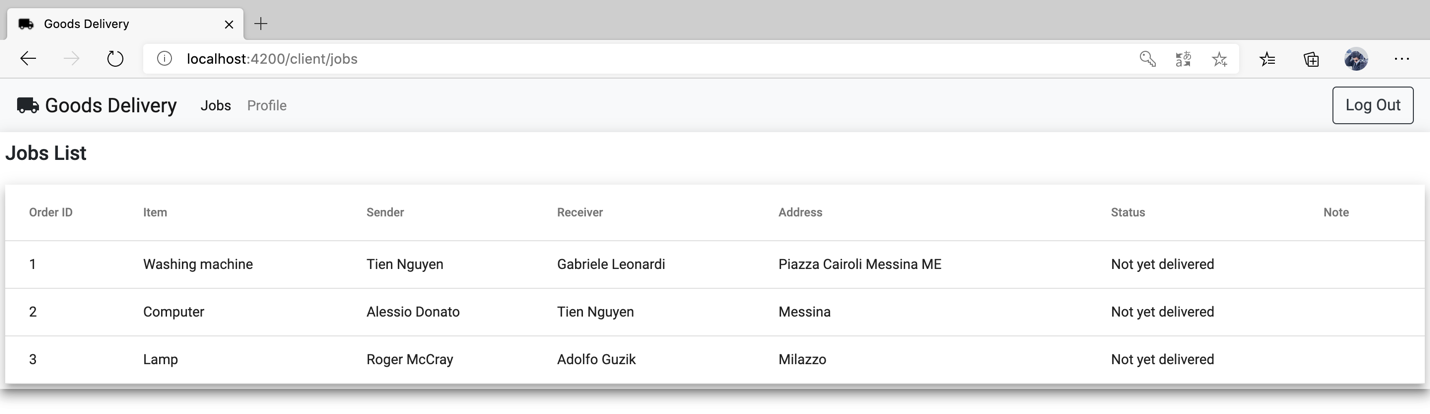 Goods Delivery
localhost:4200/client/jobs
Goods Delivery Jobs Profile Log Out
Jobs List
Order ID Item Sender Receiver Address Status Note
1 Washing machine Tien Nguyen Gabriele Leonardi Piazza Cairoli Messina ME Not yet delivered
2 Computer Alessio Donato Tien Nguyen Messina Not yet delivered
3 Lamp Roger McCray Adolfo Guzik Milazzo Not yet delivered